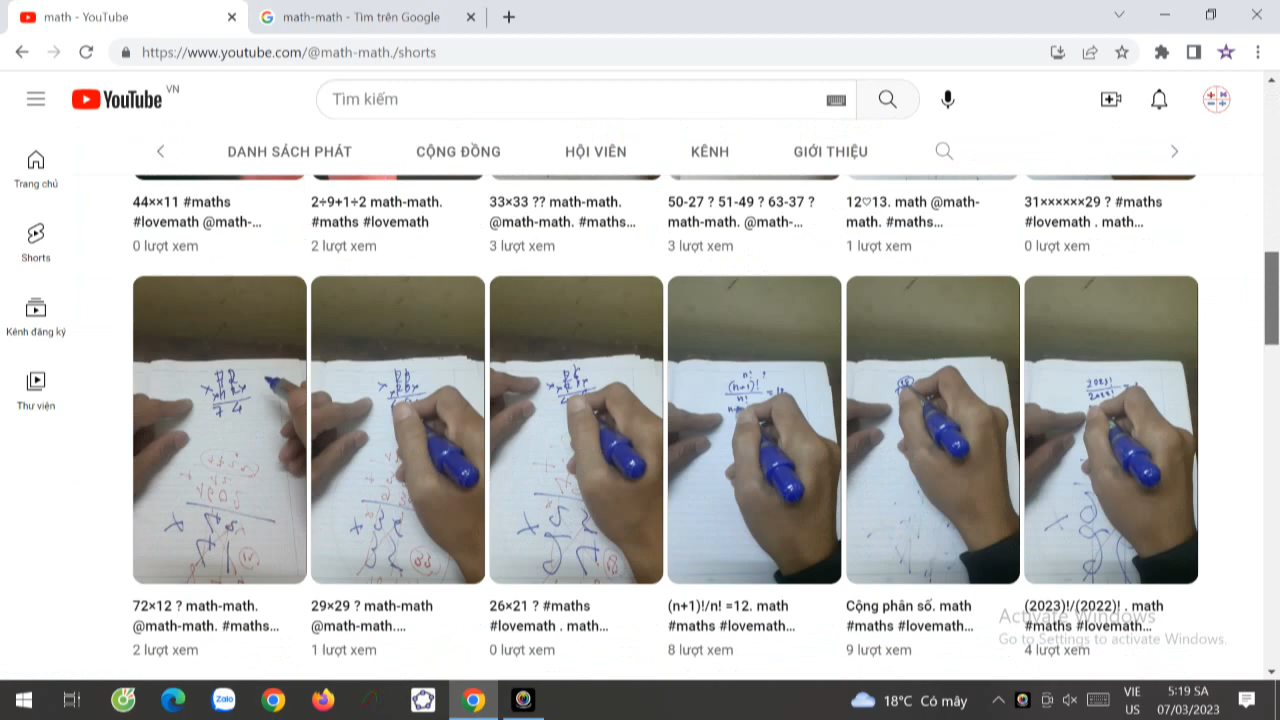 math - YouTube
math-math - Tìm trên Google
https://www.youtube.com/@math-math./shorts
YouTube VN
Tìm kiếm
DANH SÁCH PHÁT CỘNG ĐỒNG HỘI VIÊN KÊNH GIỚI THIỆU
Trang chủ
Shorts
Kênh đăng ký
Thư viện
44××11 #maths
#lovemath @math-...
0 lượt xem
2÷9+1÷2 math-math.
#maths #lovemath
2 lượt xem
33×33 ?? math-math.
@math-math. #maths...
3 lượt xem
50-27 ? 51-49 ? 63-37 ?
math-math. @math-...
3 lượt xem
12♡13. math @math-
math. #maths...
1 lượt xem
31××××××29 ? #maths
#lovemath . math...
0 lượt xem
(n+1)!
n!
2023!
2022!
72×12 ? math-math.
@math-math. #maths...
2 lượt xem
29×29 ? math-math
@math-math....
1 lượt xem
26×21 ? #maths
#lovemath . math...
0 lượt xem
(n+1)!/n! =12. math
#maths #lovemath...
8 lượt xem
Cộng phân số. math
#maths #lovemath...
9 lượt xem
(2023)!/(2022)! . math
#maths #lovemath...
4 lượt xem
Activate Windows
Go to Settings to activate Windows.
Zalo
18°C Có mây
VIE
US
5:19 SA
07/03/2023